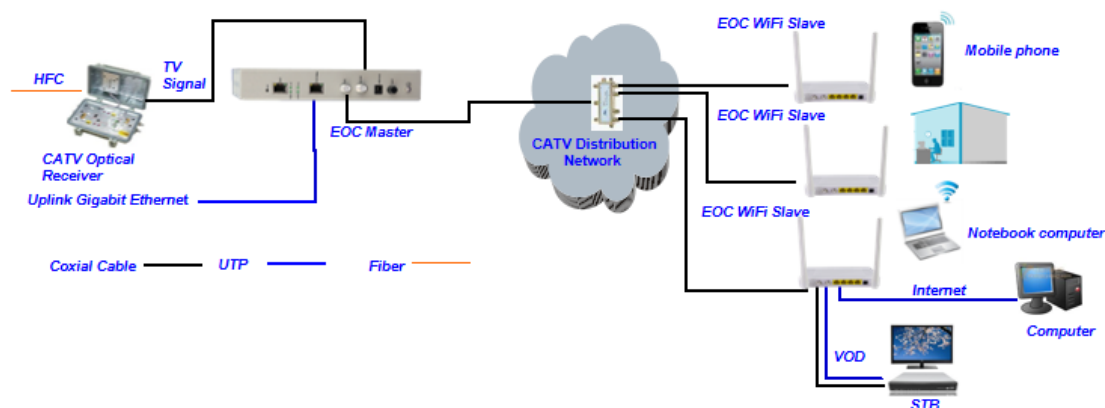 EOC WiFi Slave
Mobile phone
HFC
TV
Signal
EOC WiFi Slave
EOC Master
CATV Distribution
Network
CATV Optical
Receiver
Uplink Gigabit Ethernet
EOC WiFi Slave
Notebook computer
Coxial Cable
UTP
Fiber
Internet
Computer
VOD
STB